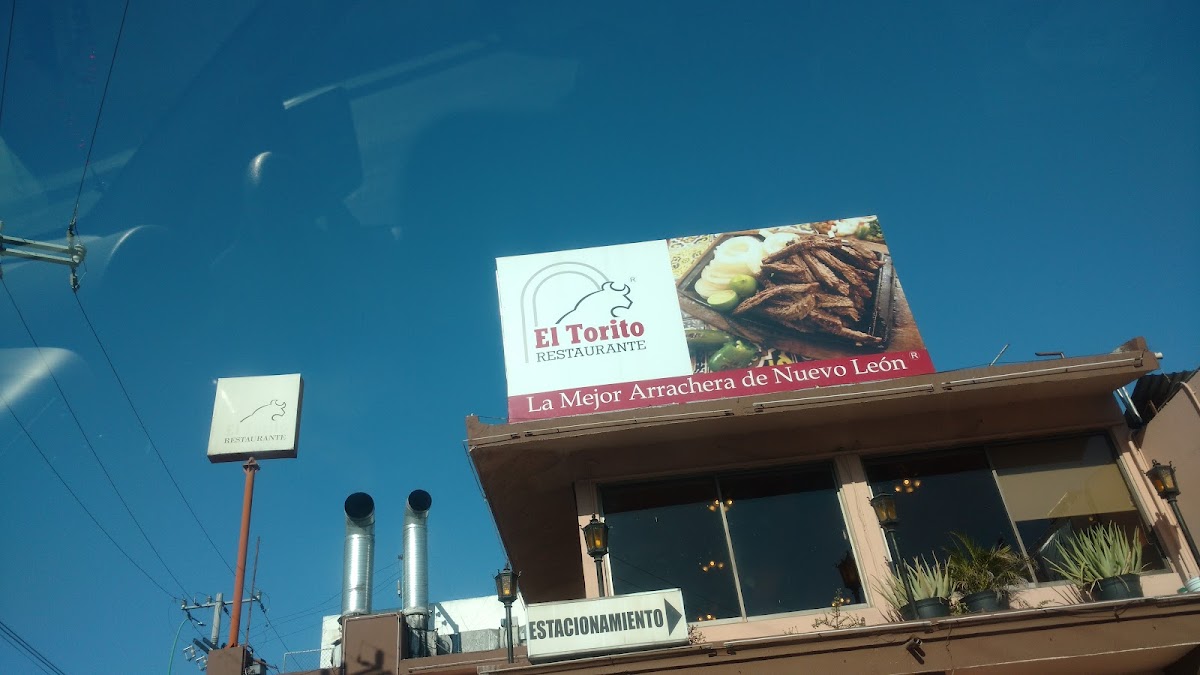 El Torito
RESTAURANTE
La Mejor Arrachera de Nuevo León ®
RESTAURANTE
ESTACIONAMIENTO